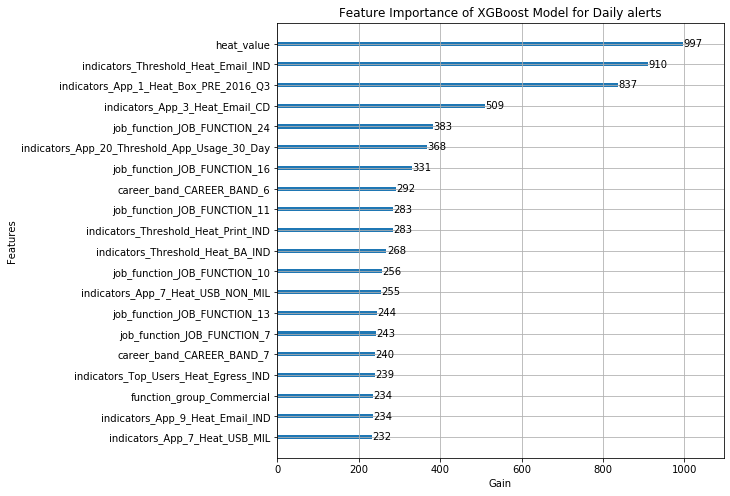 Feature Importance of XGBoost Model for Daily alerts
heat_value 997
indicators_Threshold_Heat_Email_IND 910
indicators_App_1_Heat_Box_PRE_2016_Q3 837
indicators_App_3_Heat_Email_CD 509
job_function_JOB_FUNCTION_24 383
indicators_App_20_Threshold_App_Usage_30_Day 368
job_function_JOB_FUNCTION_16 331
career_band_CAREER_BAND_6 292
job_function_JOB_FUNCTION_11 283
indicators_Threshold_Heat_Print_IND 283
indicators_Threshold_Heat_BA_IND 268
job_function_JOB_FUNCTION_10 256
indicators_App_7_Heat_USB_NON_MIL 255
job_function_JOB_FUNCTION_13 244
job_function_JOB_FUNCTION_7 243
career_band_CAREER_BAND_7 240
indicators_Top_Users_Heat_Egress_IND 239
function_group_Commercial 234
indicators_App_9_Heat_Email_IND 234
indicators_App_7_Heat_USB_MIL 232
Features
0 200 400 600 800 1000
Gain